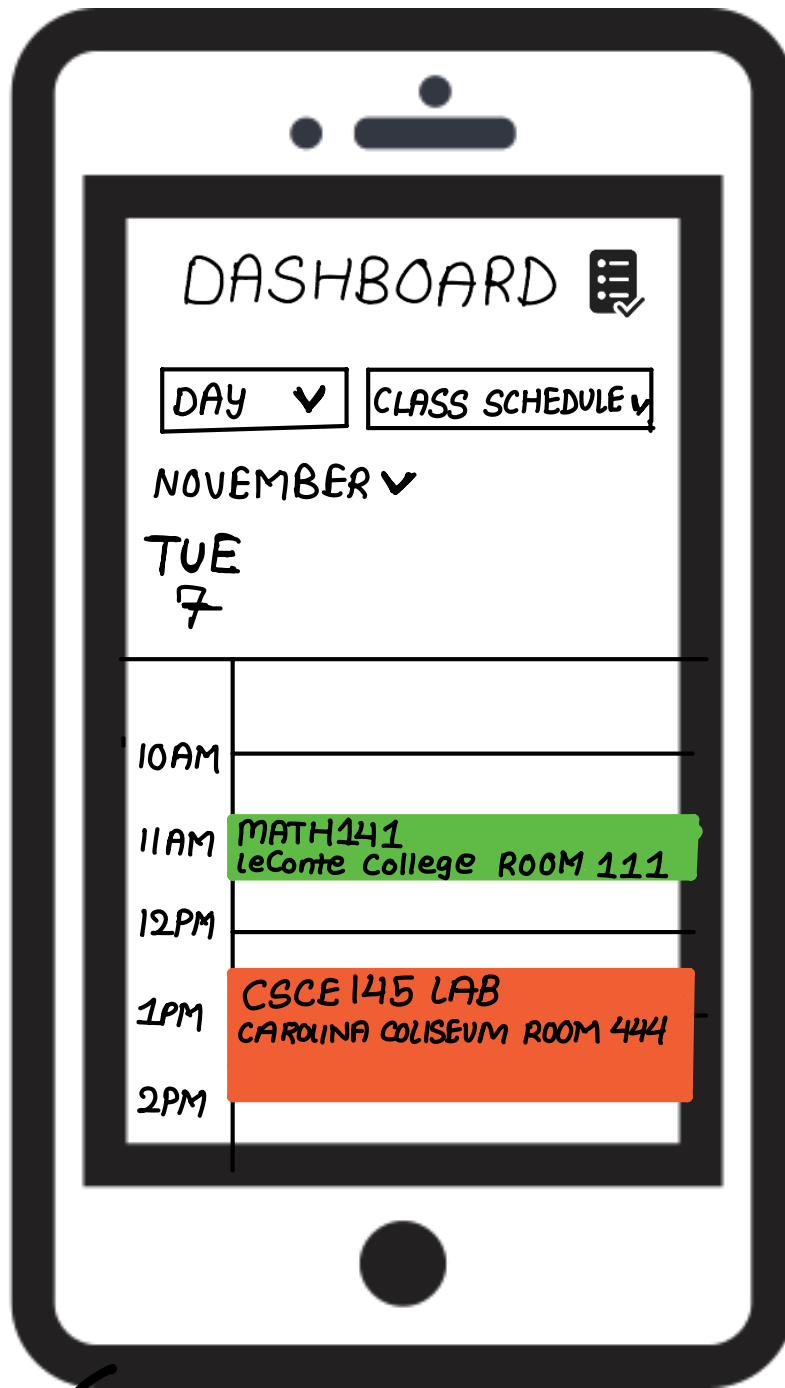 DASHBOARD
DAY
CLASS SCHEDULE
NOVEMBER
TUE
7
10AM
11AM
MATH141
leConte College ROOM 111
12PM
CSCE 145 LAB
1PM
CAROLINA COLISEUM ROOM 444
2PM